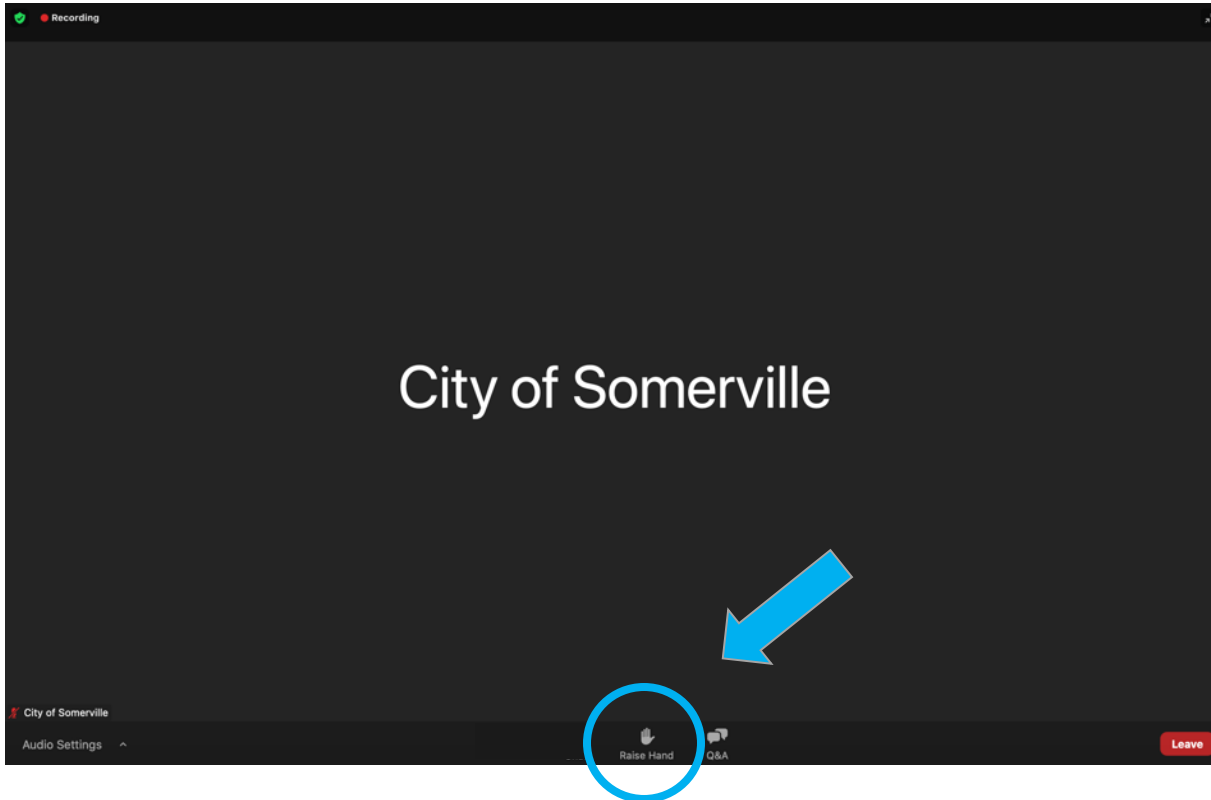 Recording
City of Somerville
City of Somerville
Audio Settings
Raise Hand
Q&A
Leave